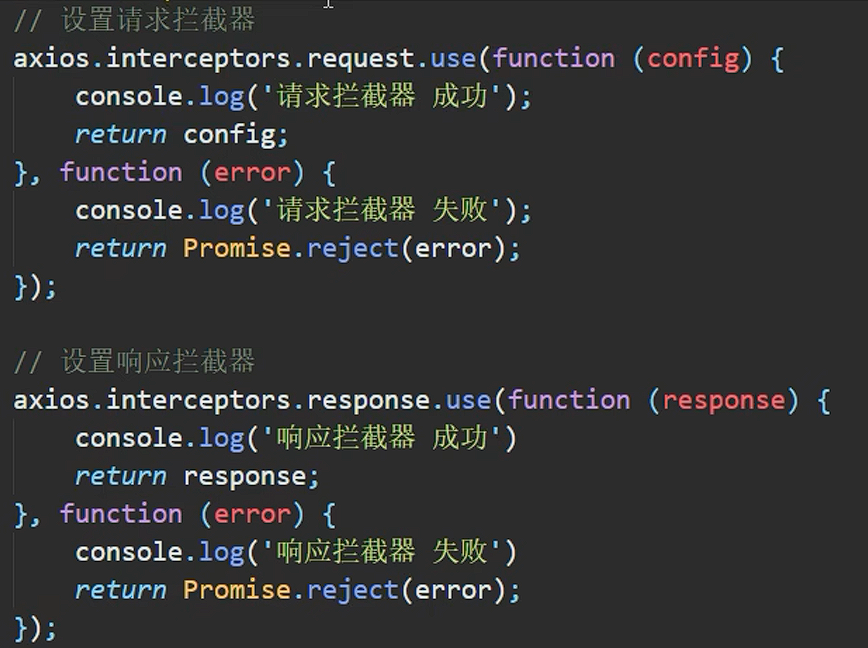 // 设置请求拦截器
axios.interceptors.request.use(function (config) {
    console.log('请求拦截器 成功');
    return config;
}, function (error) {
    console.log('请求拦截器 失败');
    return Promise.reject(error);
});

// 设置响应拦截器
axios.interceptors.response.use(function (response) {
    console.log('响应拦截器 成功')
    return response;
}, function (error) {
    console.log('响应拦截器 失败')
    return Promise.reject(error);
});